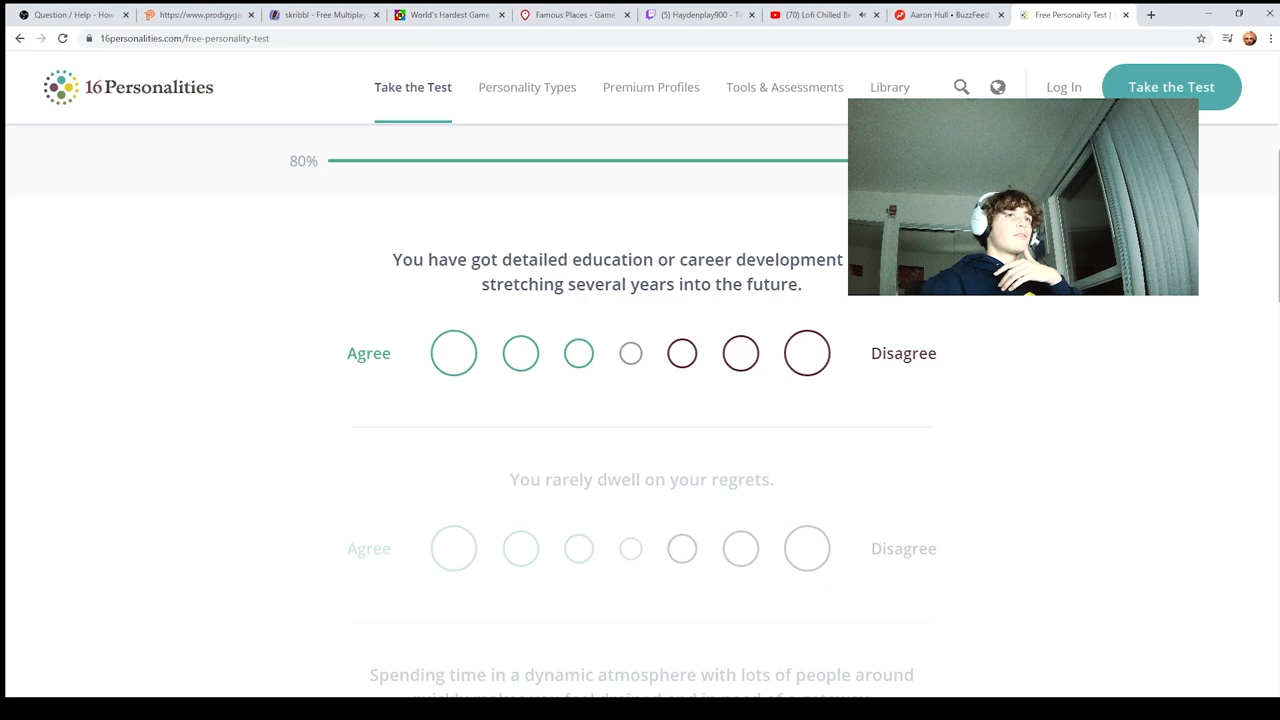 Question / Help - How
https://www.prodigyga
skribbl - Free Multiplay
World's Hardest Game
Famous Places - Game
(5) Haydenplay900 - Tw
(70) Lofi Chilled Be
Aaron Hull • BuzzFeed
Free Personality Test |
16personalities.com/free-personality-test
16Personalities
Take the Test
Personality Types
Premium Profiles
Tools & Assessments
Library
Log In
Take the Test
80%
You have got detailed education or career development
stretching several years into the future.
Agree
Disagree
You rarely dwell on your regrets.
Agree
Disagree
Spending time in a dynamic atmosphere with lots of people around